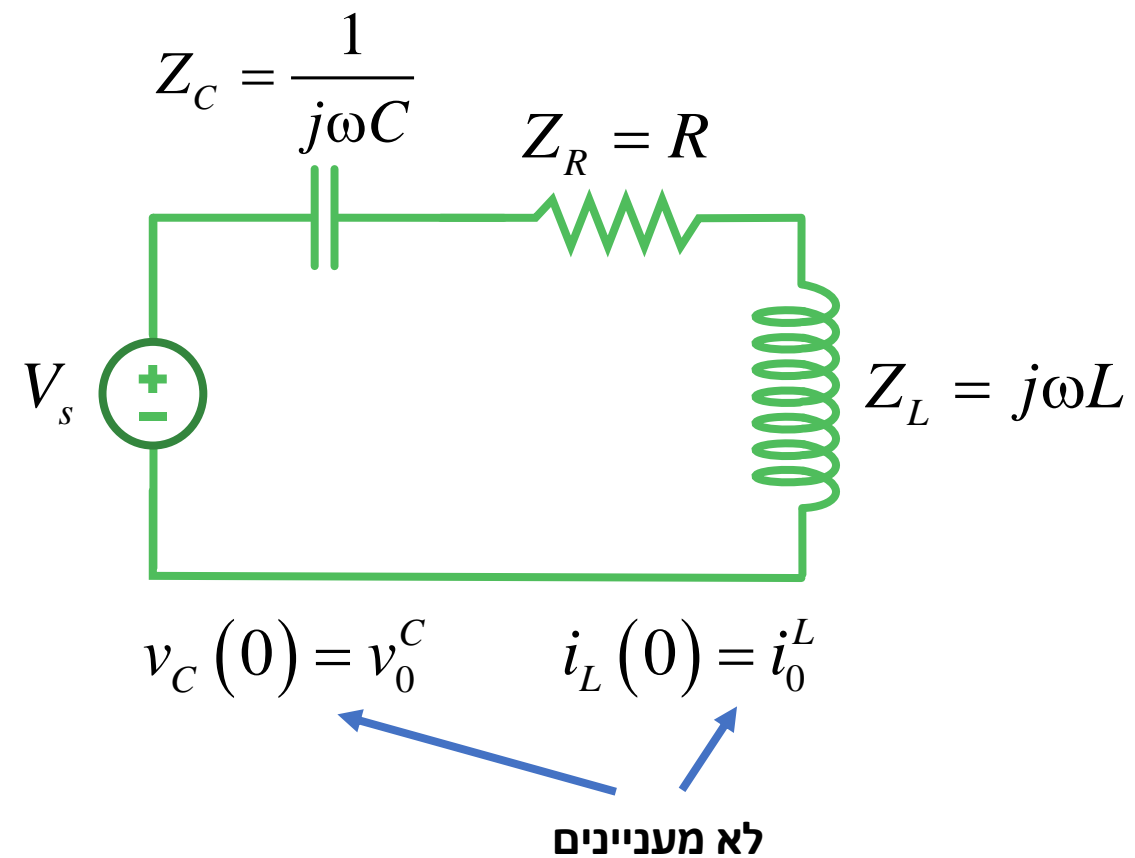 Z_C = 1 / jωC
Z_R = R
V_s
+
−
Z_L = jωL
v_C (0) = v_0^C
i_L (0) = i_0^L
לא מעניינים